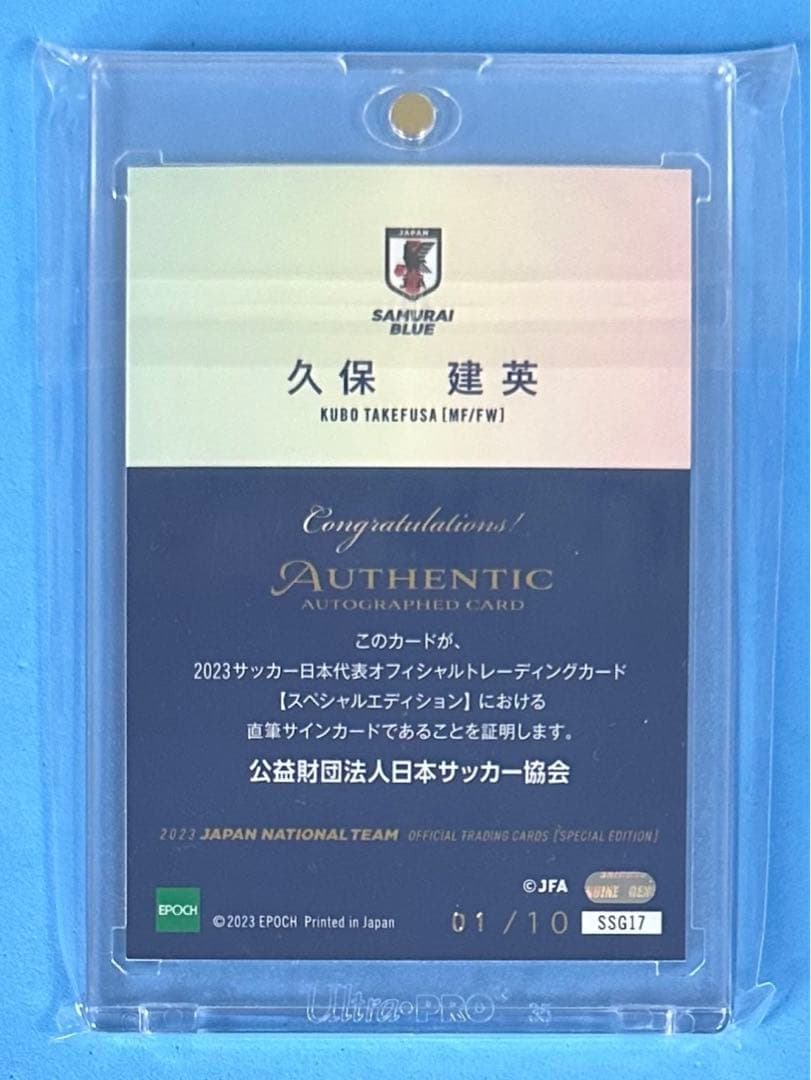 JAPAN
JFA
SAMURAI
BLUE
久保 建英
KUBO TAKEFUSA [MF/FW]
Congratulations!
AUTHENTIC
AUTOGRAPHED CARD
このカードが、
2023サッカー日本代表オフィシャルトレーディングカード
【スペシャルエディション】における
直筆サインカードであることを証明します。
公益財団法人日本サッカー協会
2023 JAPAN NATIONAL TEAM OFFICIAL TRADING CARDS [SPECIAL EDITION]
©JFA
EPOCH
©2023 EPOCH Printed in Japan
01/10
SSG17
Ultra•PRO